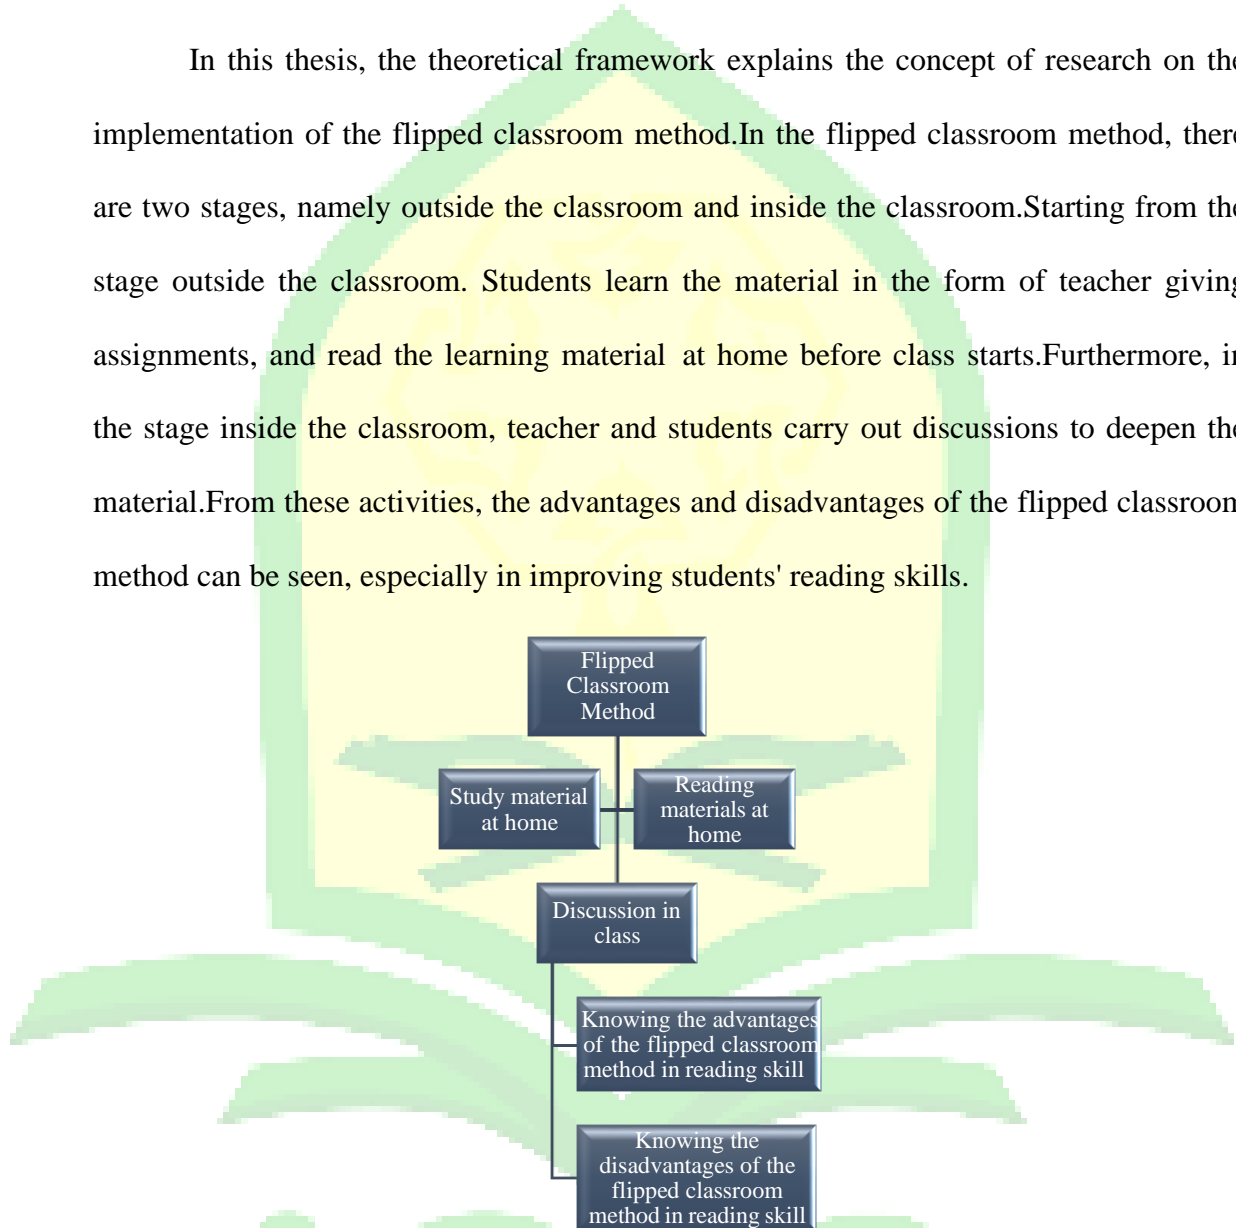 In this thesis, the theoretical framework explains the concept of research on the
implementation of the flipped classroom method.In the flipped classroom method, there
are two stages, namely outside the classroom and inside the classroom.Starting from the
stage outside the classroom. Students learn the material in the form of teacher giving
assignments, and read the learning material at home before class starts.Furthermore, in
the stage inside the classroom, teacher and students carry out discussions to deepen the
material.From these activities, the advantages and disadvantages of the flipped classroom
method can be seen, especially in improving students' reading skills.
Flipped
Classroom
Method
Study material
at home
Reading
materials at
home
Discussion in
class
Knowing the advantages
of the flipped classroom
method in reading skill
Knowing the
disadvantages of the
flipped classroom
method in reading skill